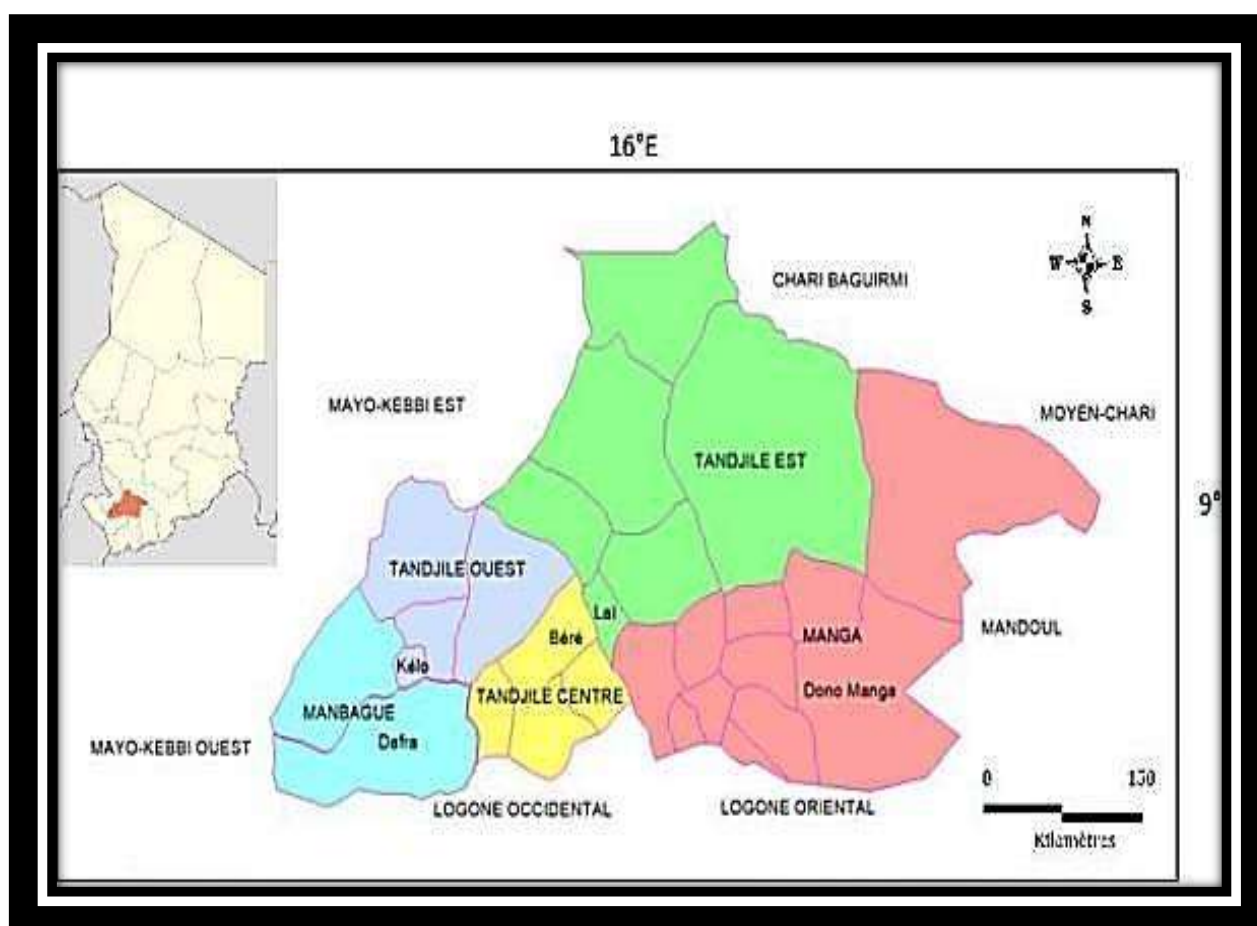 16°E
N
W E
S
CHARI BAGUIRMI
MAYO-KEBBI EST
MOYEN-CHARI
TANDJILE EST
9°
TANDJILE OUEST
Laï
Béré
MANGA
MANDOUL
Kélo
TANDJILE CENTRE
Dono Manga
MANBAGUE
Dafra
MAYO-KEBBI OUEST
0
LOGONE OCCIDENTAL
LOGONE ORIENTAL
Kilomètres